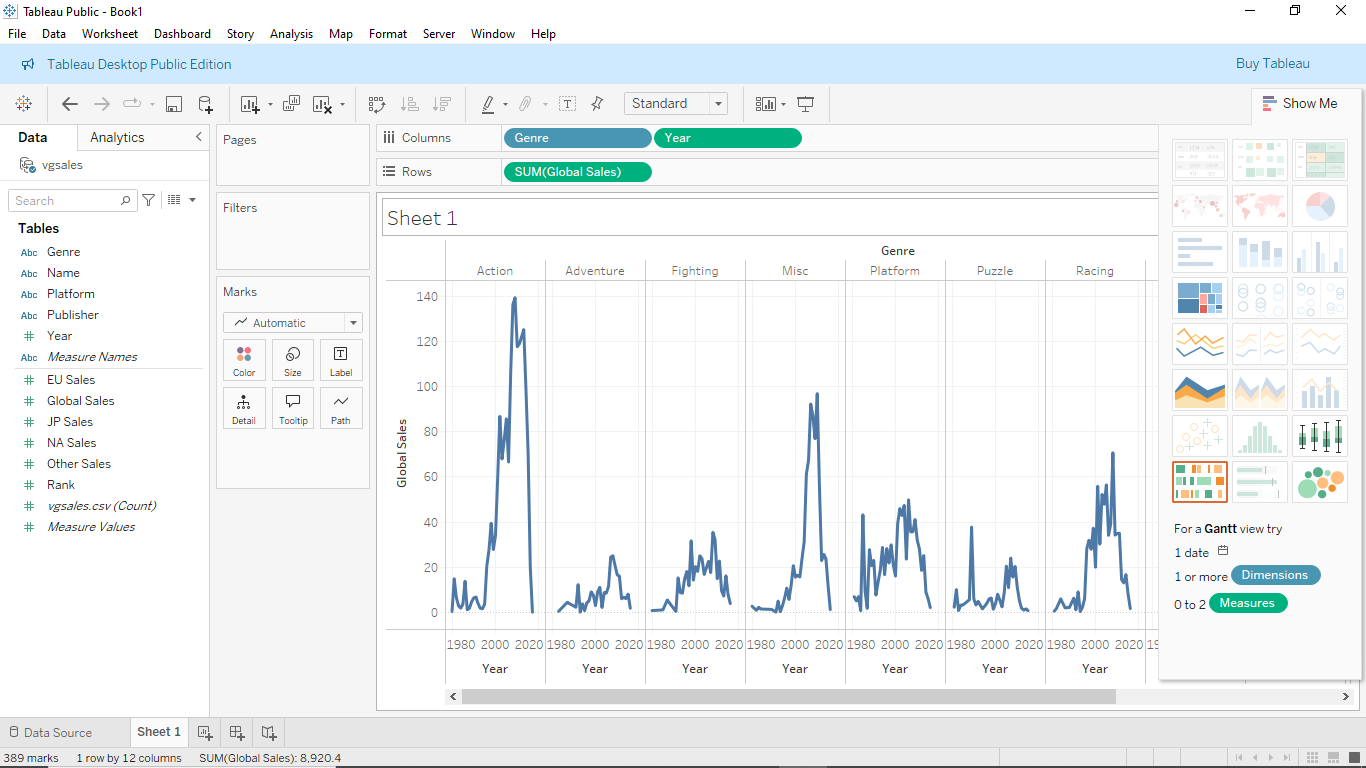 Tableau Public - Book1
File Data Worksheet Dashboard Story Analysis Map Format Server Window Help
Tableau Desktop Public Edition
Buy Tableau
Standard
Show Me
Data
Analytics
vgsales
Search
Tables
Abc Genre
Abc Name
Abc Platform
Abc Publisher
Year
Abc Measure Names
EU Sales
Global Sales
JP Sales
NA Sales
Other Sales
Rank
vgsales.csv (Count)
Measure Values
Pages
Filters
Marks
Automatic
Color Size Label
Detail Tooltip Path
Columns Genre Year
Rows SUM(Global Sales)
Sheet 1
Genre
Action Adventure Fighting Misc Platform Puzzle Racing
Global Sales
140
120
100
80
60
40
20
0
1980 2000 2020 1980 2000 2020 1980 2000 2020 1980 2000 2020 1980 2000 2020 1980 2000 2020 1980 2000 2020
Year Year Year Year Year Year Year
For a Gantt view try
1 date
1 or more Dimensions
0 to 2 Measures
Data Source
Sheet 1
389 marks 1 row by 12 columns SUM(Global Sales): 8,920.4